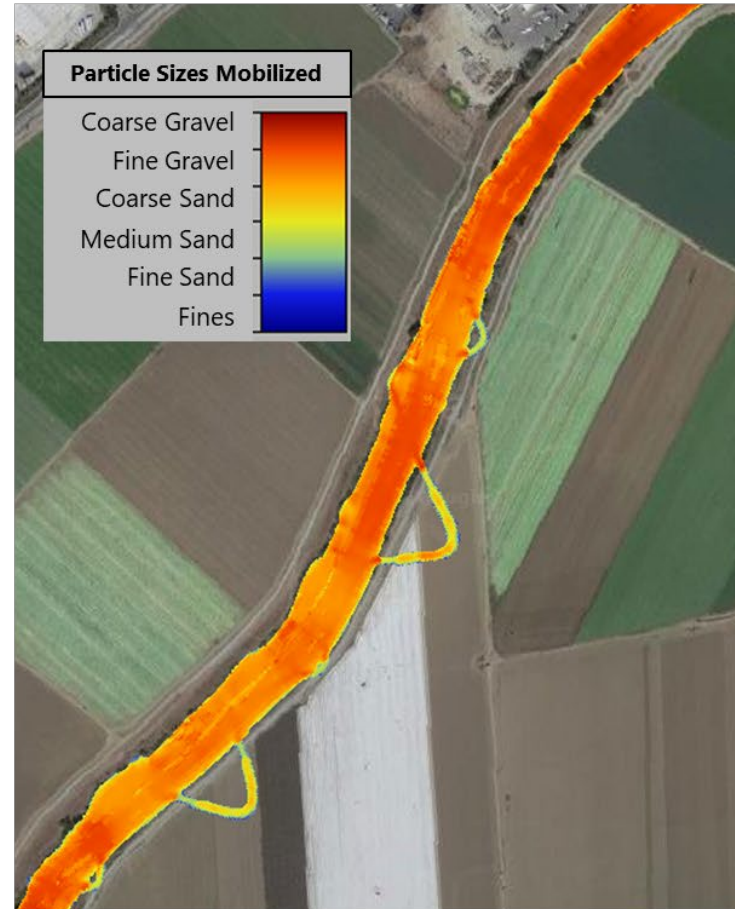 Particle Sizes Mobilized
Coarse Gravel
Fine Gravel
Coarse Sand
Medium Sand
Fine Sand
Fines